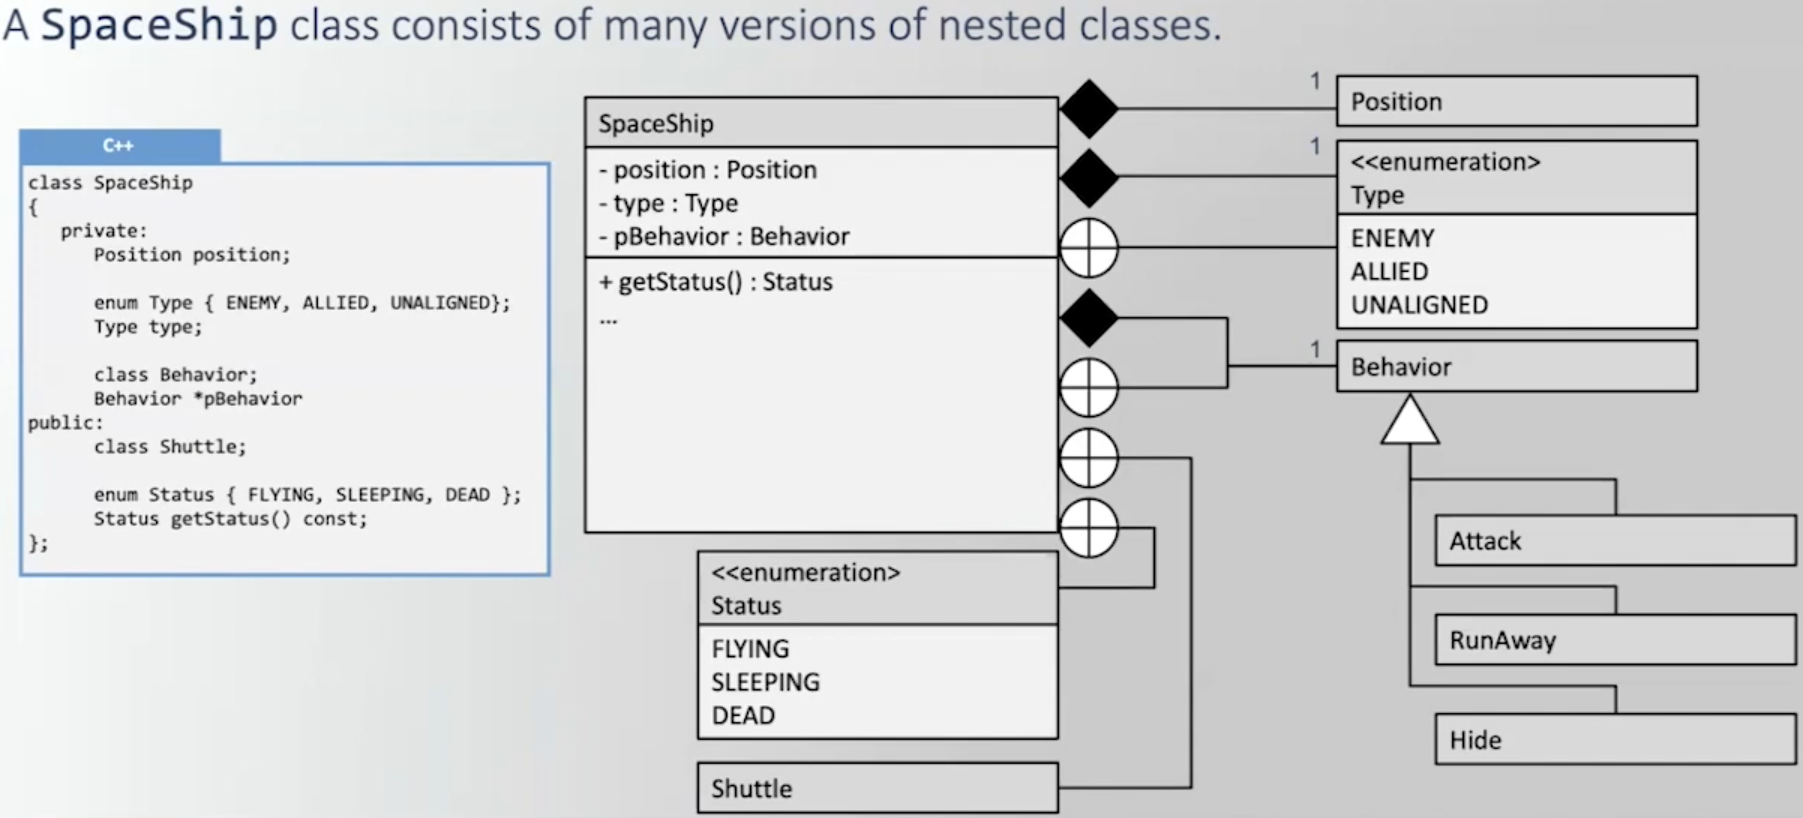 A SpaceShip class consists of many versions of nested classes.
C++
class SpaceShip
{
private:
Position position;
enum Type { ENEMY, ALLIED, UNALIGNED};
Type type;
class Behavior;
Behavior *pBehavior
public:
class Shuttle;
enum Status { FLYING, SLEEPING, DEAD };
Status getStatus() const;
};
SpaceShip
- position : Position
- type : Type
- pBehavior : Behavior
+ getStatus() : Status
...
1
Position
1
<<enumeration>>
Type
ENEMY
ALLIED
UNALIGNED
1
Behavior
Attack
RunAway
Hide
<<enumeration>>
Status
FLYING
SLEEPING
DEAD
Shuttle